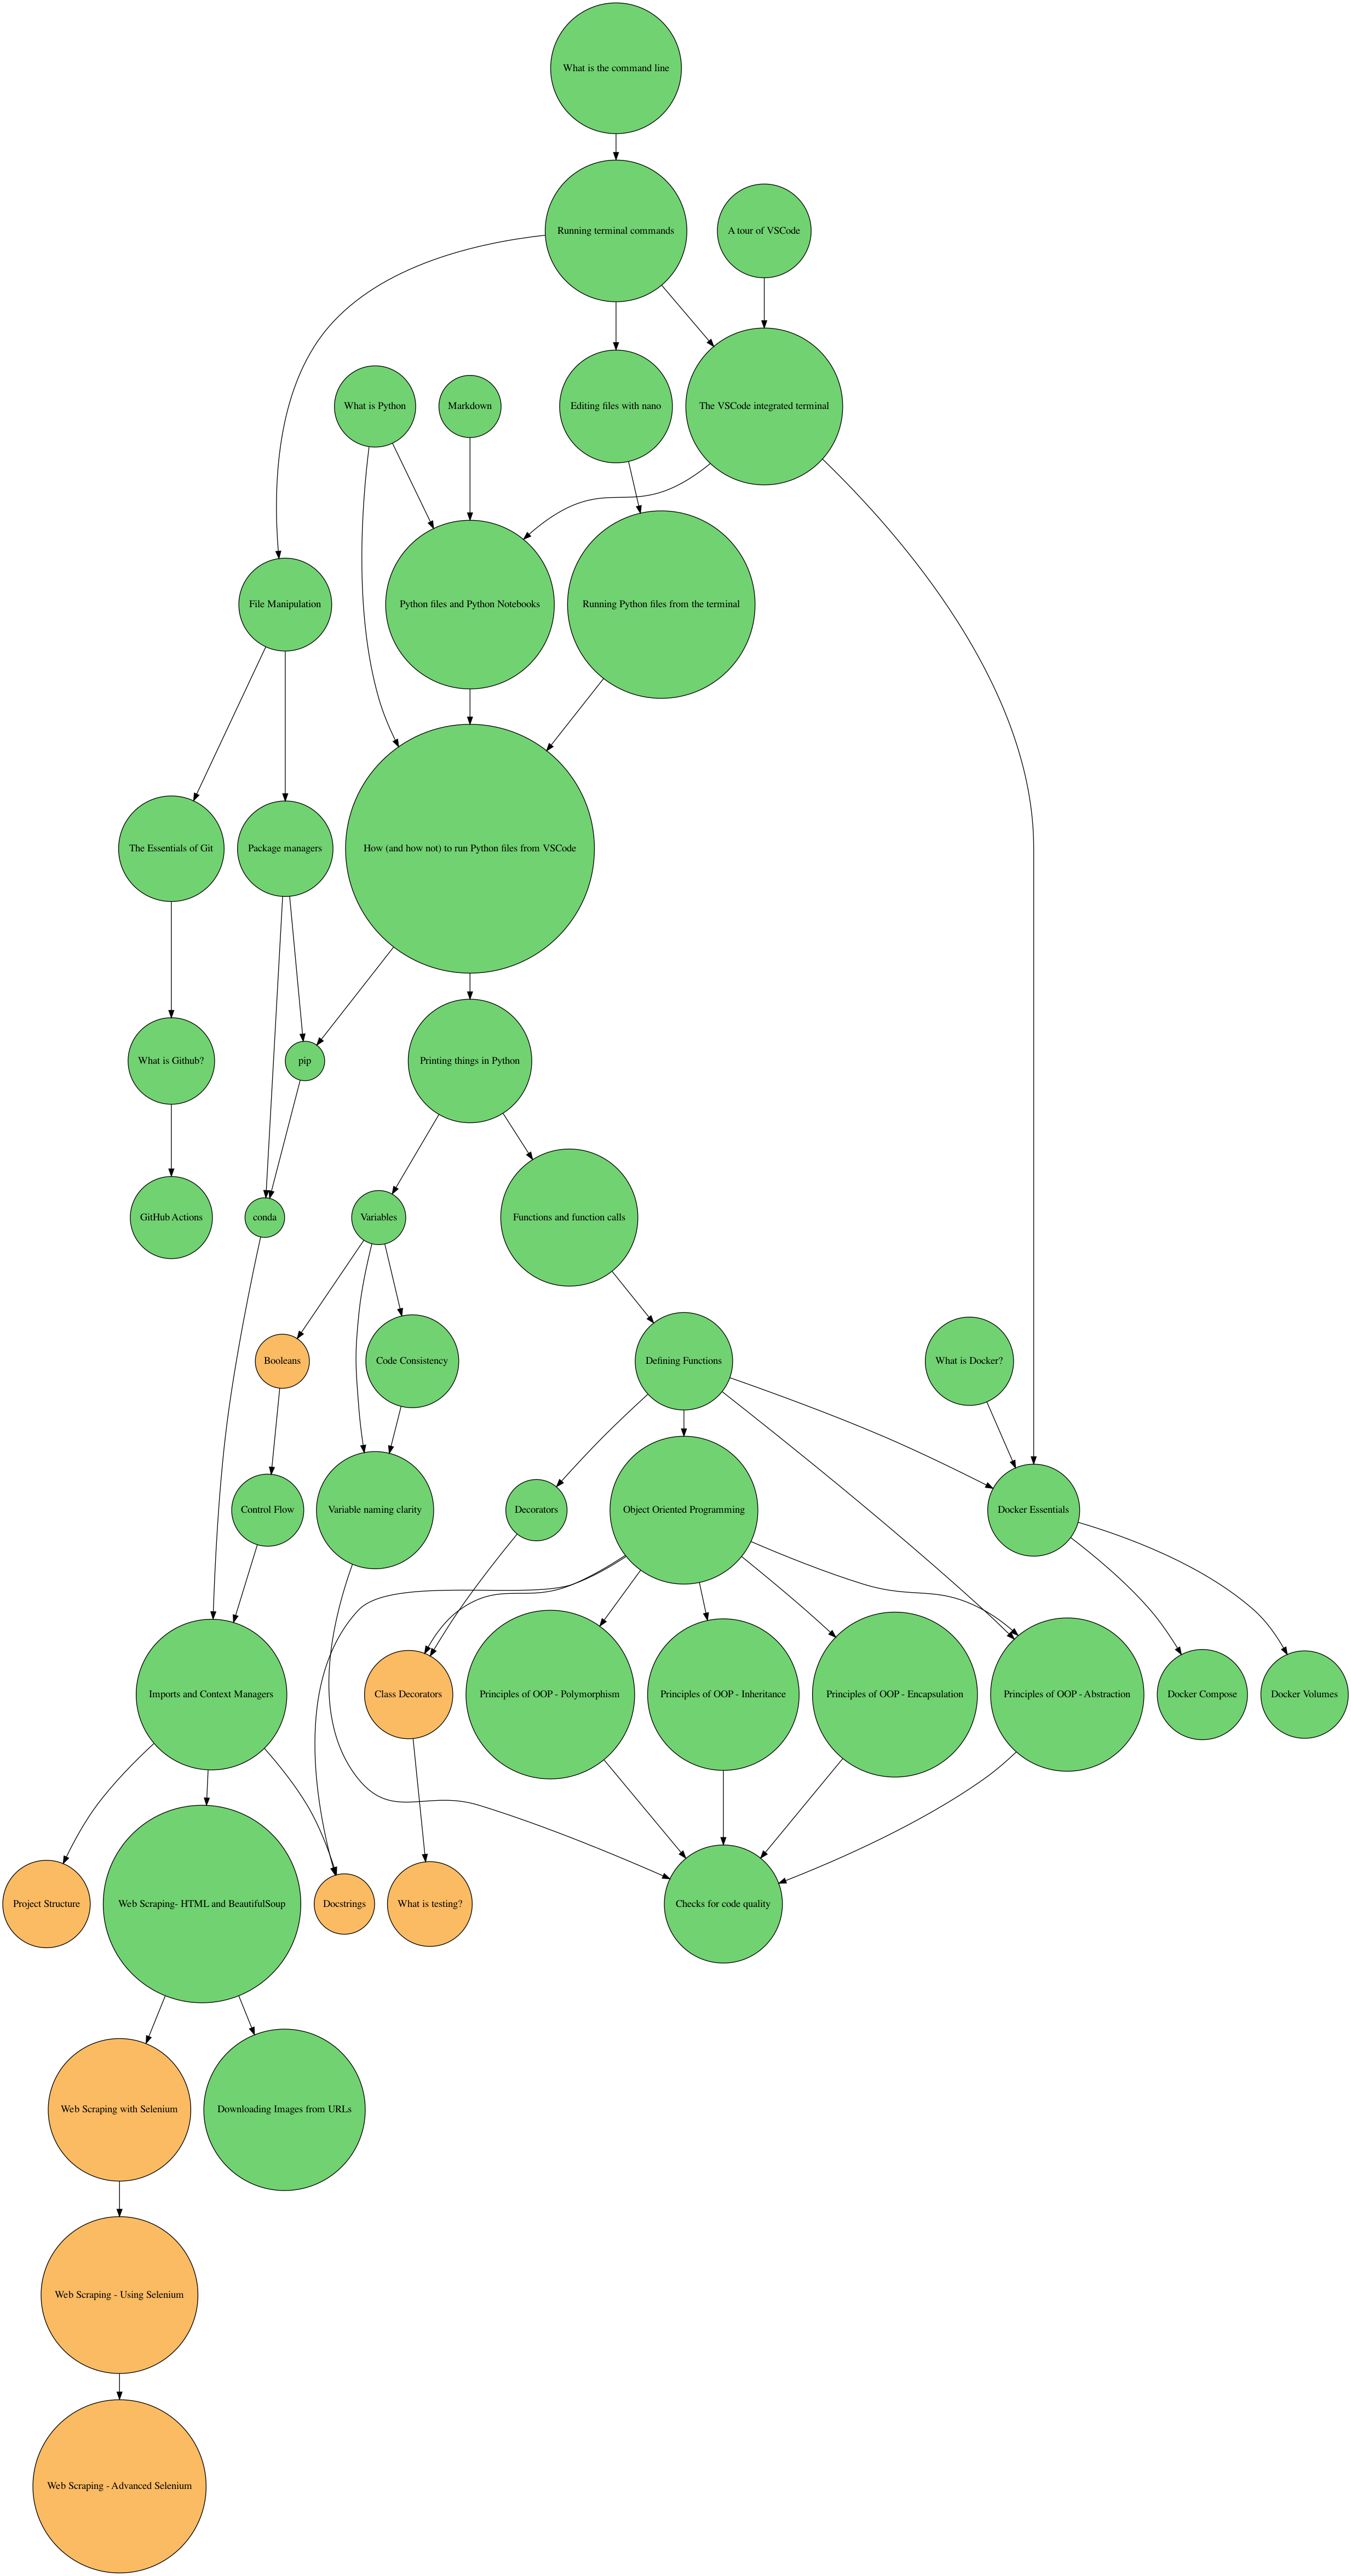 What is the command line
Running terminal commands
A tour of VSCode
What is Python
Markdown
Editing files with nano
The VSCode integrated terminal
File Manipulation
Python files and Python Notebooks
Running Python files from the terminal
The Essentials of Git
Package managers
How (and how not) to run Python files from VSCode
What is Github?
pip
Printing things in Python
GitHub Actions
conda
Variables
Functions and function calls
Booleans
Code Consistency
Defining Functions
What is Docker?
Control Flow
Variable naming clarity
Decorators
Object Oriented Programming
Docker Essentials
Imports and Context Managers
Class Decorators
Principles of OOP - Polymorphism
Principles of OOP - Inheritance
Principles of OOP - Encapsulation
Principles of OOP - Abstraction
Docker Compose
Docker Volumes
Project Structure
Web Scraping- HTML and BeautifulSoup
Docstrings
What is testing?
Checks for code quality
Web Scraping with Selenium
Downloading Images from URLs
Web Scraping - Using Selenium
Web Scraping - Advanced Selenium